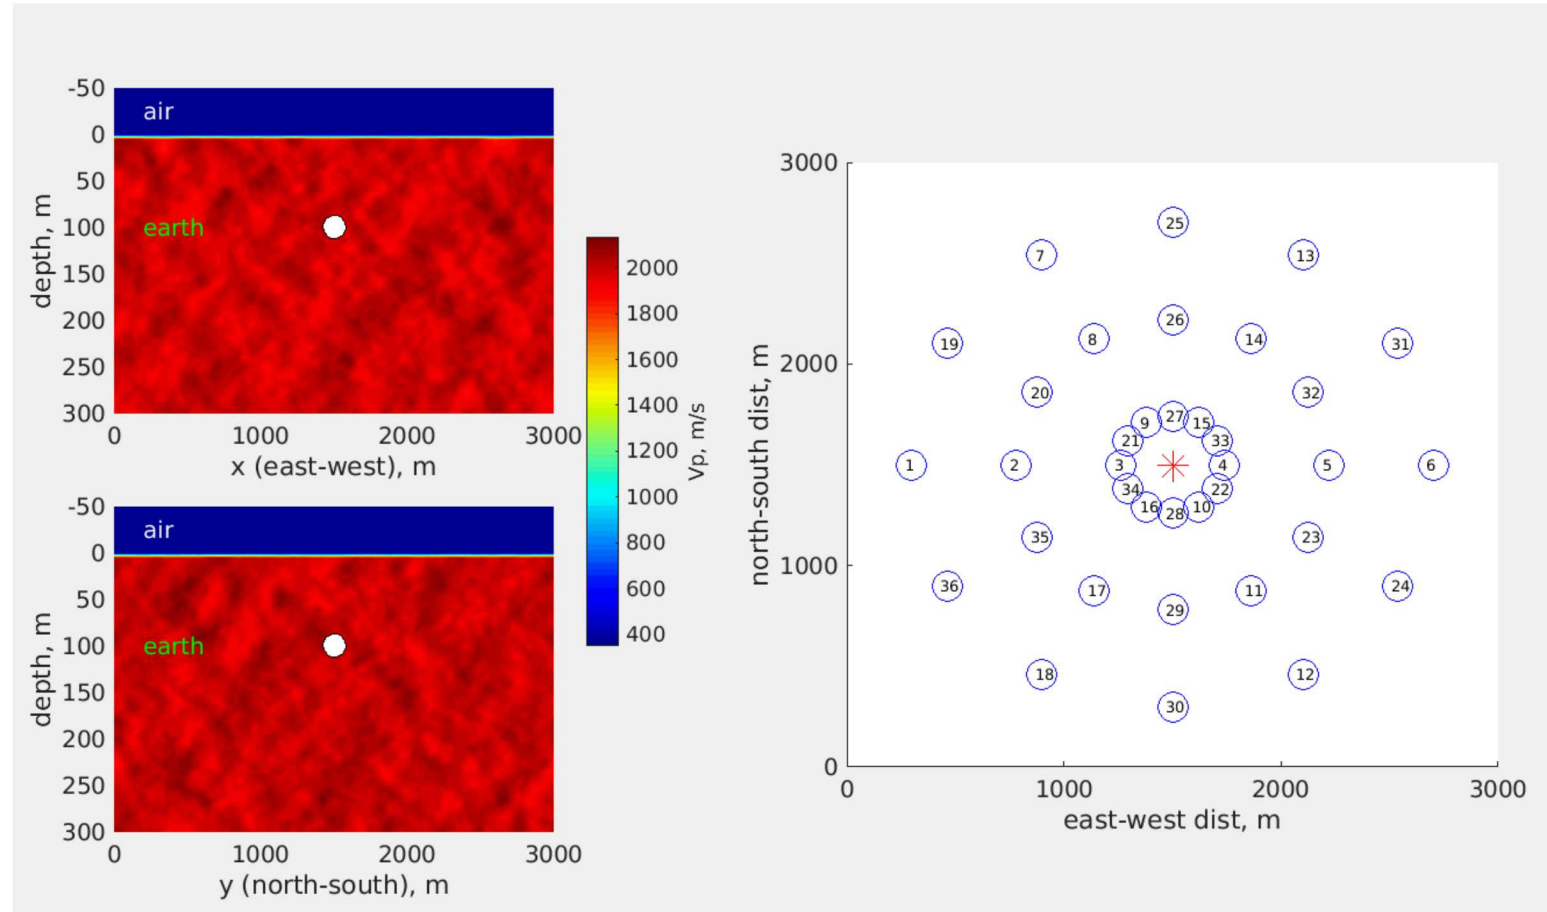 -50
air
0
50
100
earth
150
200
250
300
0 1000 2000 3000
x (east-west), m
depth, m
-50
air
0
50
100
earth
150
200
250
300
0 1000 2000 3000
y (north-south), m
depth, m
2000
1800
1600
1400
1200
1000
800
600
400
Vp, m/s
3000
2000
1000
0
0 1000 2000 3000
east-west dist, m
north-south dist, m
25
7 13
26
8 14
19 31
20 32
27
9 15
21 33
1 2 3 4 5 6
34 22
16 28 10
35 23
36 17 11 24
29
18 12
30